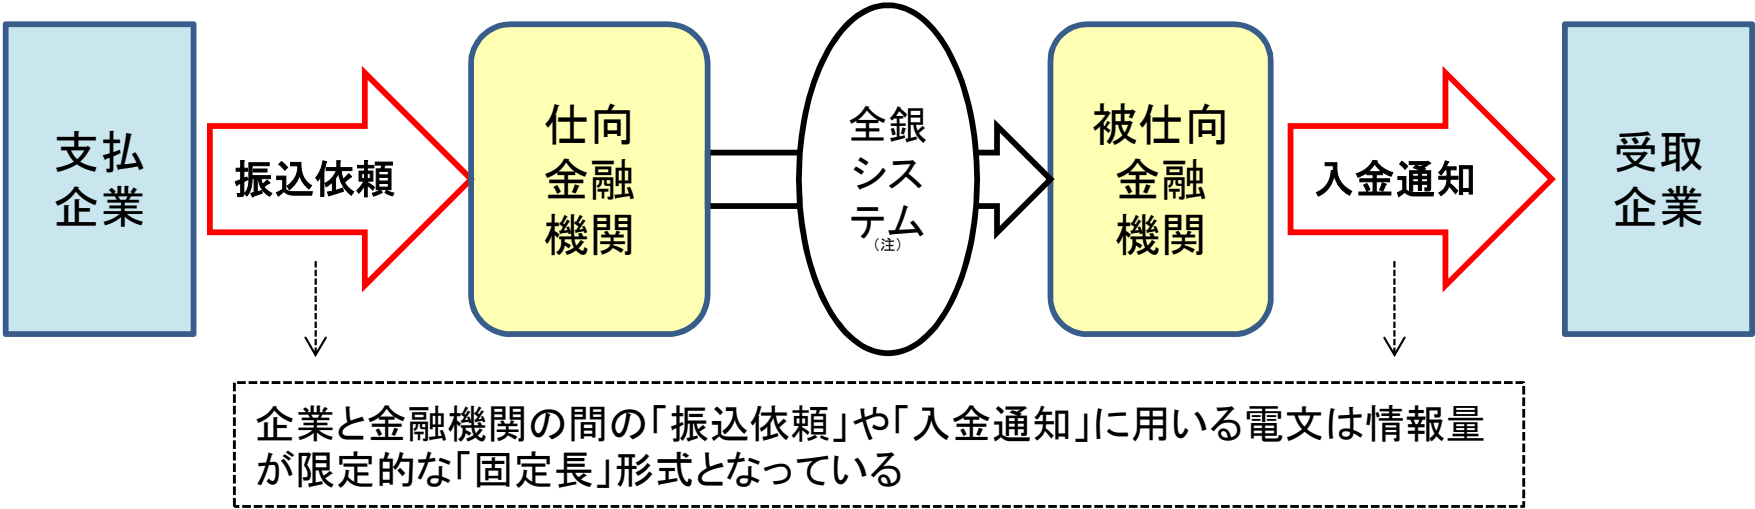 支払
企業
振込依頼
仕向
金融
機関
全銀
シス
テム
（注）
被仕向
金融
機関
入金通知
受取
企業
企業と金融機関の間の「振込依頼」や「入金通知」に用いる電文は情報量
が限定的な「固定長」形式となっている